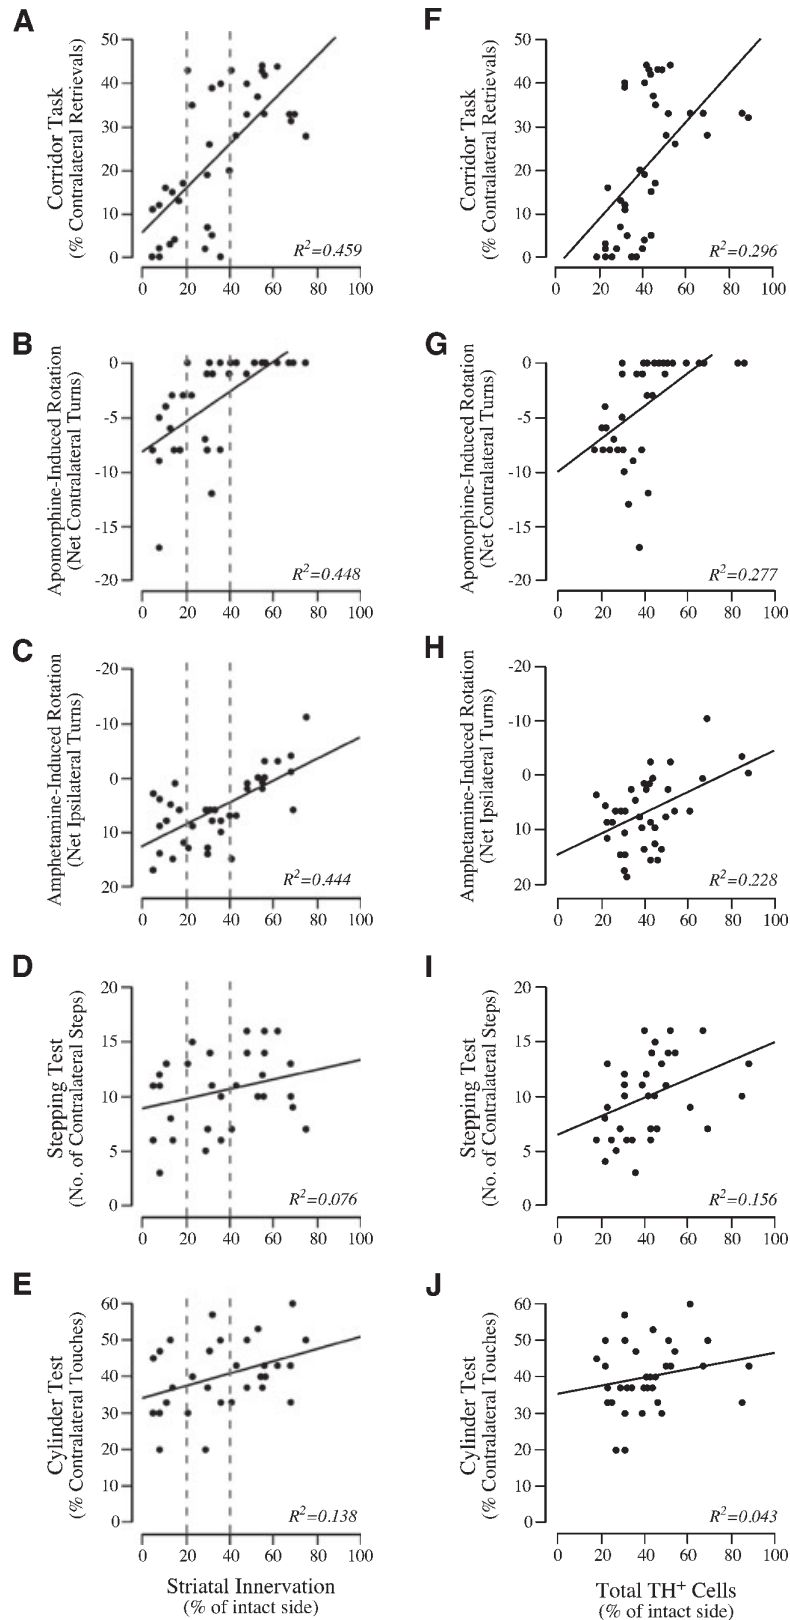 A
Corridor Task
(% Contralateral Retrievals)
50
40
30
20
10
0
R²=0.459
0 20 40 60 80 100
B
Apomorphine-Induced Rotation
(Net Contralateral Turns)
0
-5
-10
-15
-20
R²=0.448
0 20 40 60 80 100
C
Amphetamine-Induced Rotation
(Net Ipsilateral Turns)
-20
-10
0
10
20
R²=0.444
0 20 40 60 80 100
D
Stepping Test
(No. of Contralateral Steps)
20
15
10
5
0
R²=0.076
0 20 40 60 80 100
E
Cylinder Test
(% Contralateral Touches)
60
50
40
30
20
10
0
R²=0.138
0 20 40 60 80 100
Striatal Innervation
(% of intact side)
F
Corridor Task
(% Contralateral Retrievals)
50
40
30
20
10
0
R²=0.296
0 20 40 60 80 100
G
Apomorphine-Induced Rotation
(Net Contralateral Turns)
0
-5
-10
-15
-20
R²=0.277
0 20 40 60 80 100
H
Amphetamine-Induced Rotation
(Net Ipsilateral Turns)
-20
-10
0
10
20
R²=0.228
0 20 40 60 80 100
I
Stepping Test
(No. of Contralateral Steps)
20
15
10
5
0
R²=0.156
0 20 40 60 80 100
J
Cylinder Test
(% Contralateral Touches)
60
50
40
30
20
10
0
R²=0.043
0 20 40 60 80 100
Total TH⁺ Cells
(% of intact side)